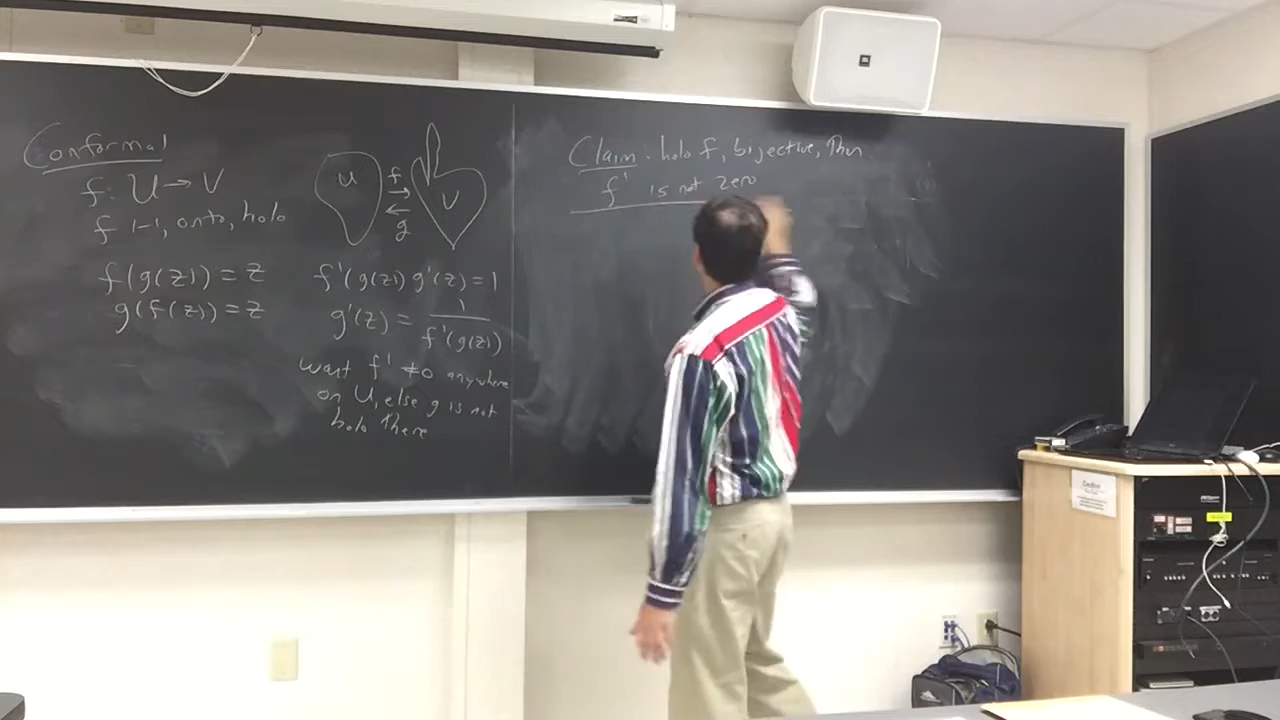 Conformal
f: U → V
f 1-1, onto, holo
f(g(z)) = z
g(f(z)) = z
U
f
→
←
g
V
f'(g(z)) g'(z) = 1
g'(z) = 1 / f'(g(z))
want f' ≠ 0 anywhere
on U, else g is not
holo there
Claim: holo f, bijective, Then
f' is not zero
JBL